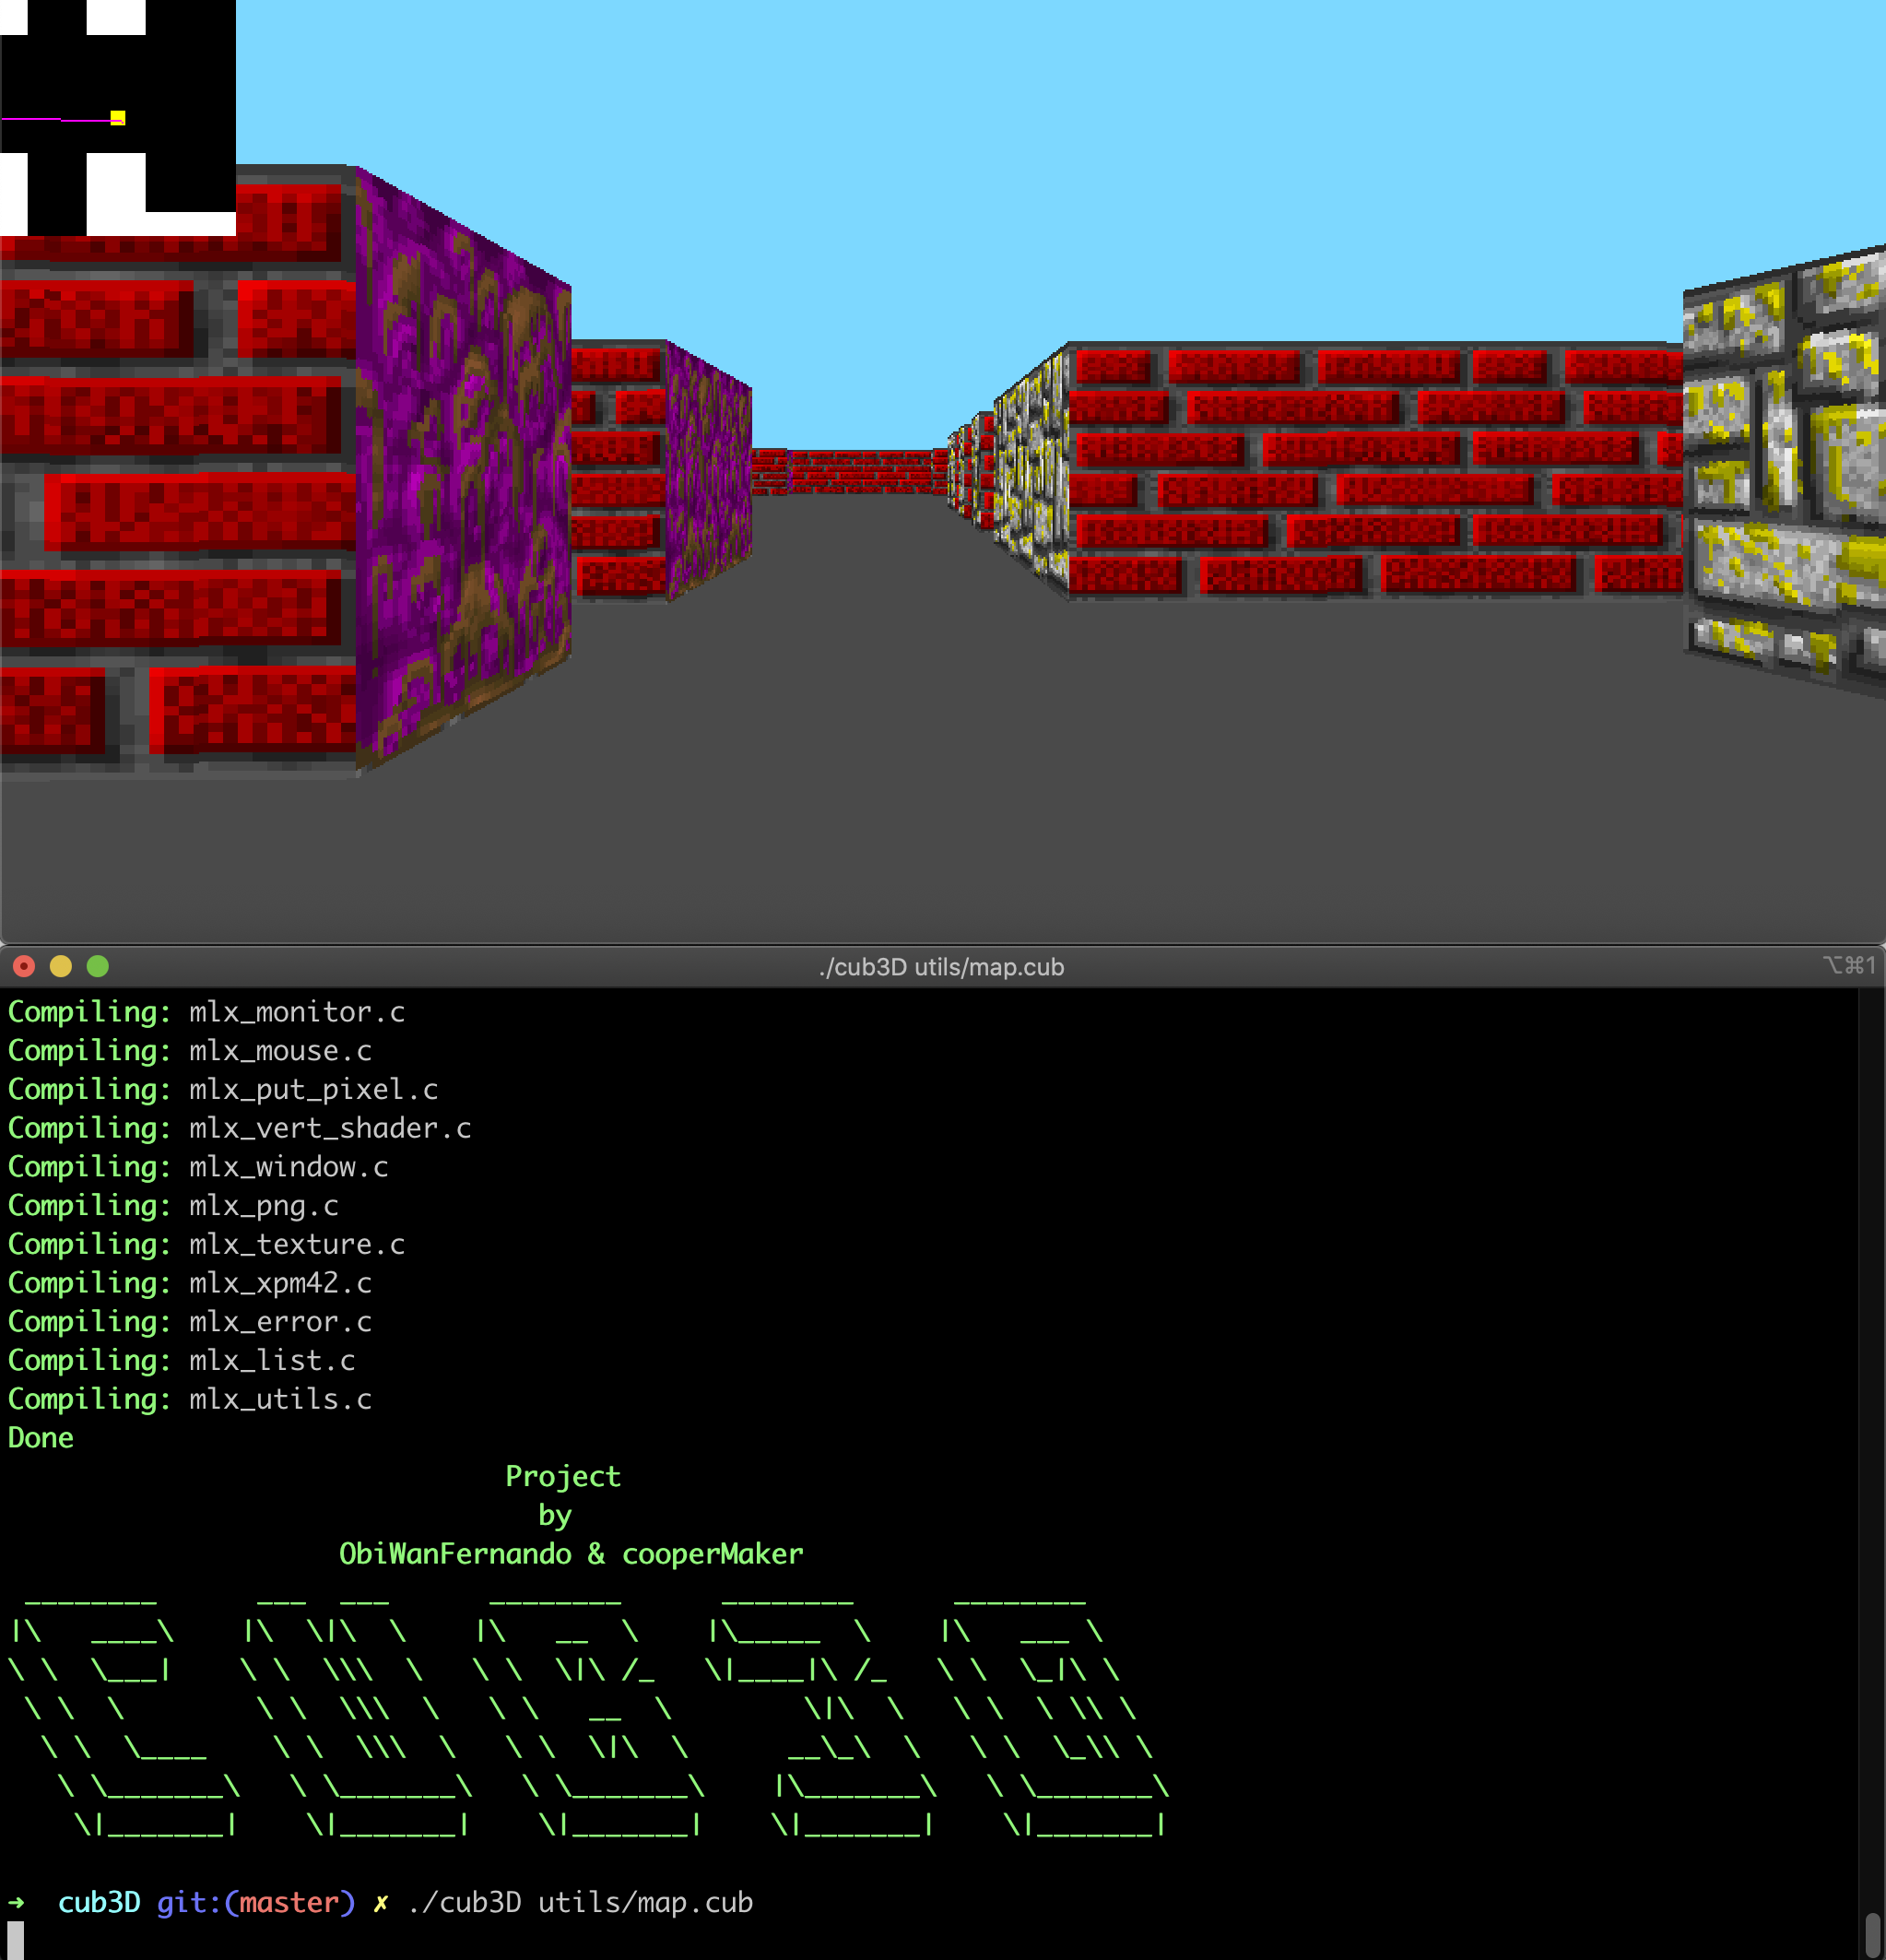 ./cub3D utils/map.cub
⌥⌘1
Compiling: mlx_monitor.c
Compiling: mlx_mouse.c
Compiling: mlx_put_pixel.c
Compiling: mlx_vert_shader.c
Compiling: mlx_window.c
Compiling: mlx_png.c
Compiling: mlx_texture.c
Compiling: mlx_xpm42.c
Compiling: mlx_error.c
Compiling: mlx_list.c
Compiling: mlx_utils.c
Done
Project
by
ObiWanFernando & cooperMaker
CUB3D
➜ cub3D git:(master) ✗ ./cub3D utils/map.cub